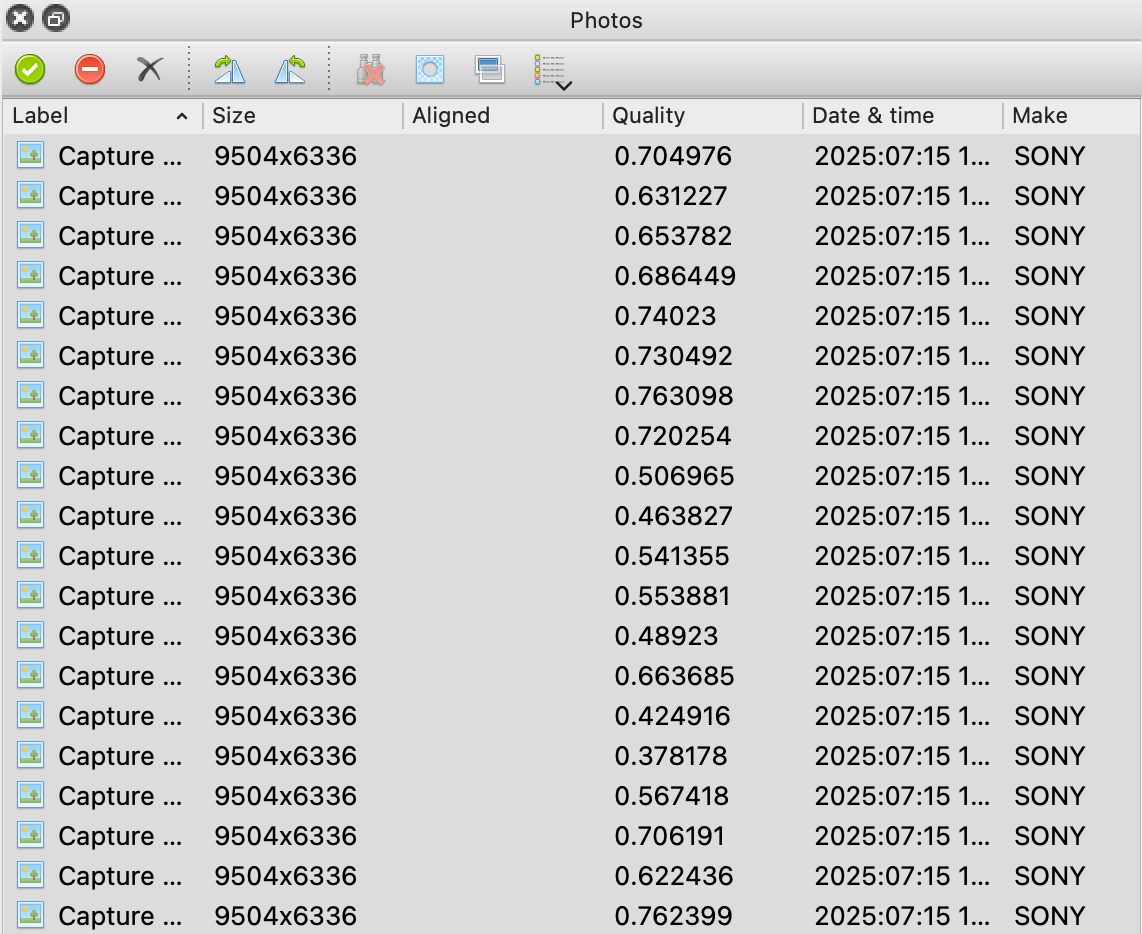 Photos
Label Size Aligned Quality Date & time Make
Capture ... 9504x6336 0.704976 2025:07:15 1... SONY
Capture ... 9504x6336 0.631227 2025:07:15 1... SONY
Capture ... 9504x6336 0.653782 2025:07:15 1... SONY
Capture ... 9504x6336 0.686449 2025:07:15 1... SONY
Capture ... 9504x6336 0.74023 2025:07:15 1... SONY
Capture ... 9504x6336 0.730492 2025:07:15 1... SONY
Capture ... 9504x6336 0.763098 2025:07:15 1... SONY
Capture ... 9504x6336 0.720254 2025:07:15 1... SONY
Capture ... 9504x6336 0.506965 2025:07:15 1... SONY
Capture ... 9504x6336 0.463827 2025:07:15 1... SONY
Capture ... 9504x6336 0.541355 2025:07:15 1... SONY
Capture ... 9504x6336 0.553881 2025:07:15 1... SONY
Capture ... 9504x6336 0.48923 2025:07:15 1... SONY
Capture ... 9504x6336 0.663685 2025:07:15 1... SONY
Capture ... 9504x6336 0.424916 2025:07:15 1... SONY
Capture ... 9504x6336 0.378178 2025:07:15 1... SONY
Capture ... 9504x6336 0.567418 2025:07:15 1... SONY
Capture ... 9504x6336 0.706191 2025:07:15 1... SONY
Capture ... 9504x6336 0.622436 2025:07:15 1... SONY
Capture ... 9504x6336 0.762399 2025:07:15 1... SONY